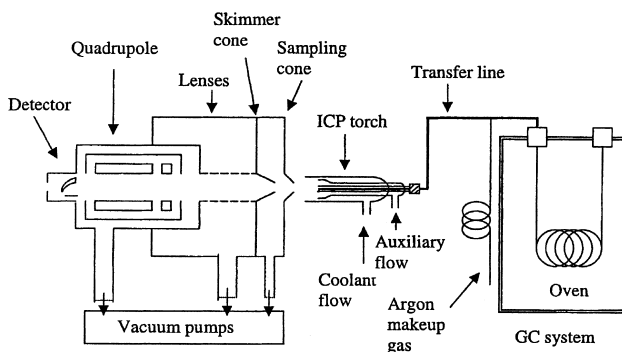 Skimmer
cone
Sampling
cone
Quadrupole
Lenses
Transfer line
Detector
ICP torch
Auxiliary
flow
Coolant
flow
Argon
makeup
gas
Oven
GC system
Vacuum pumps